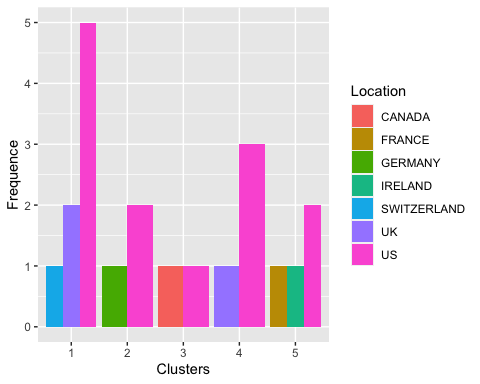 Frequence
5
4
3
2
1
0
1 2 3 4 5
Clusters
Location
CANADA
FRANCE
GERMANY
IRELAND
SWITZERLAND
UK
US